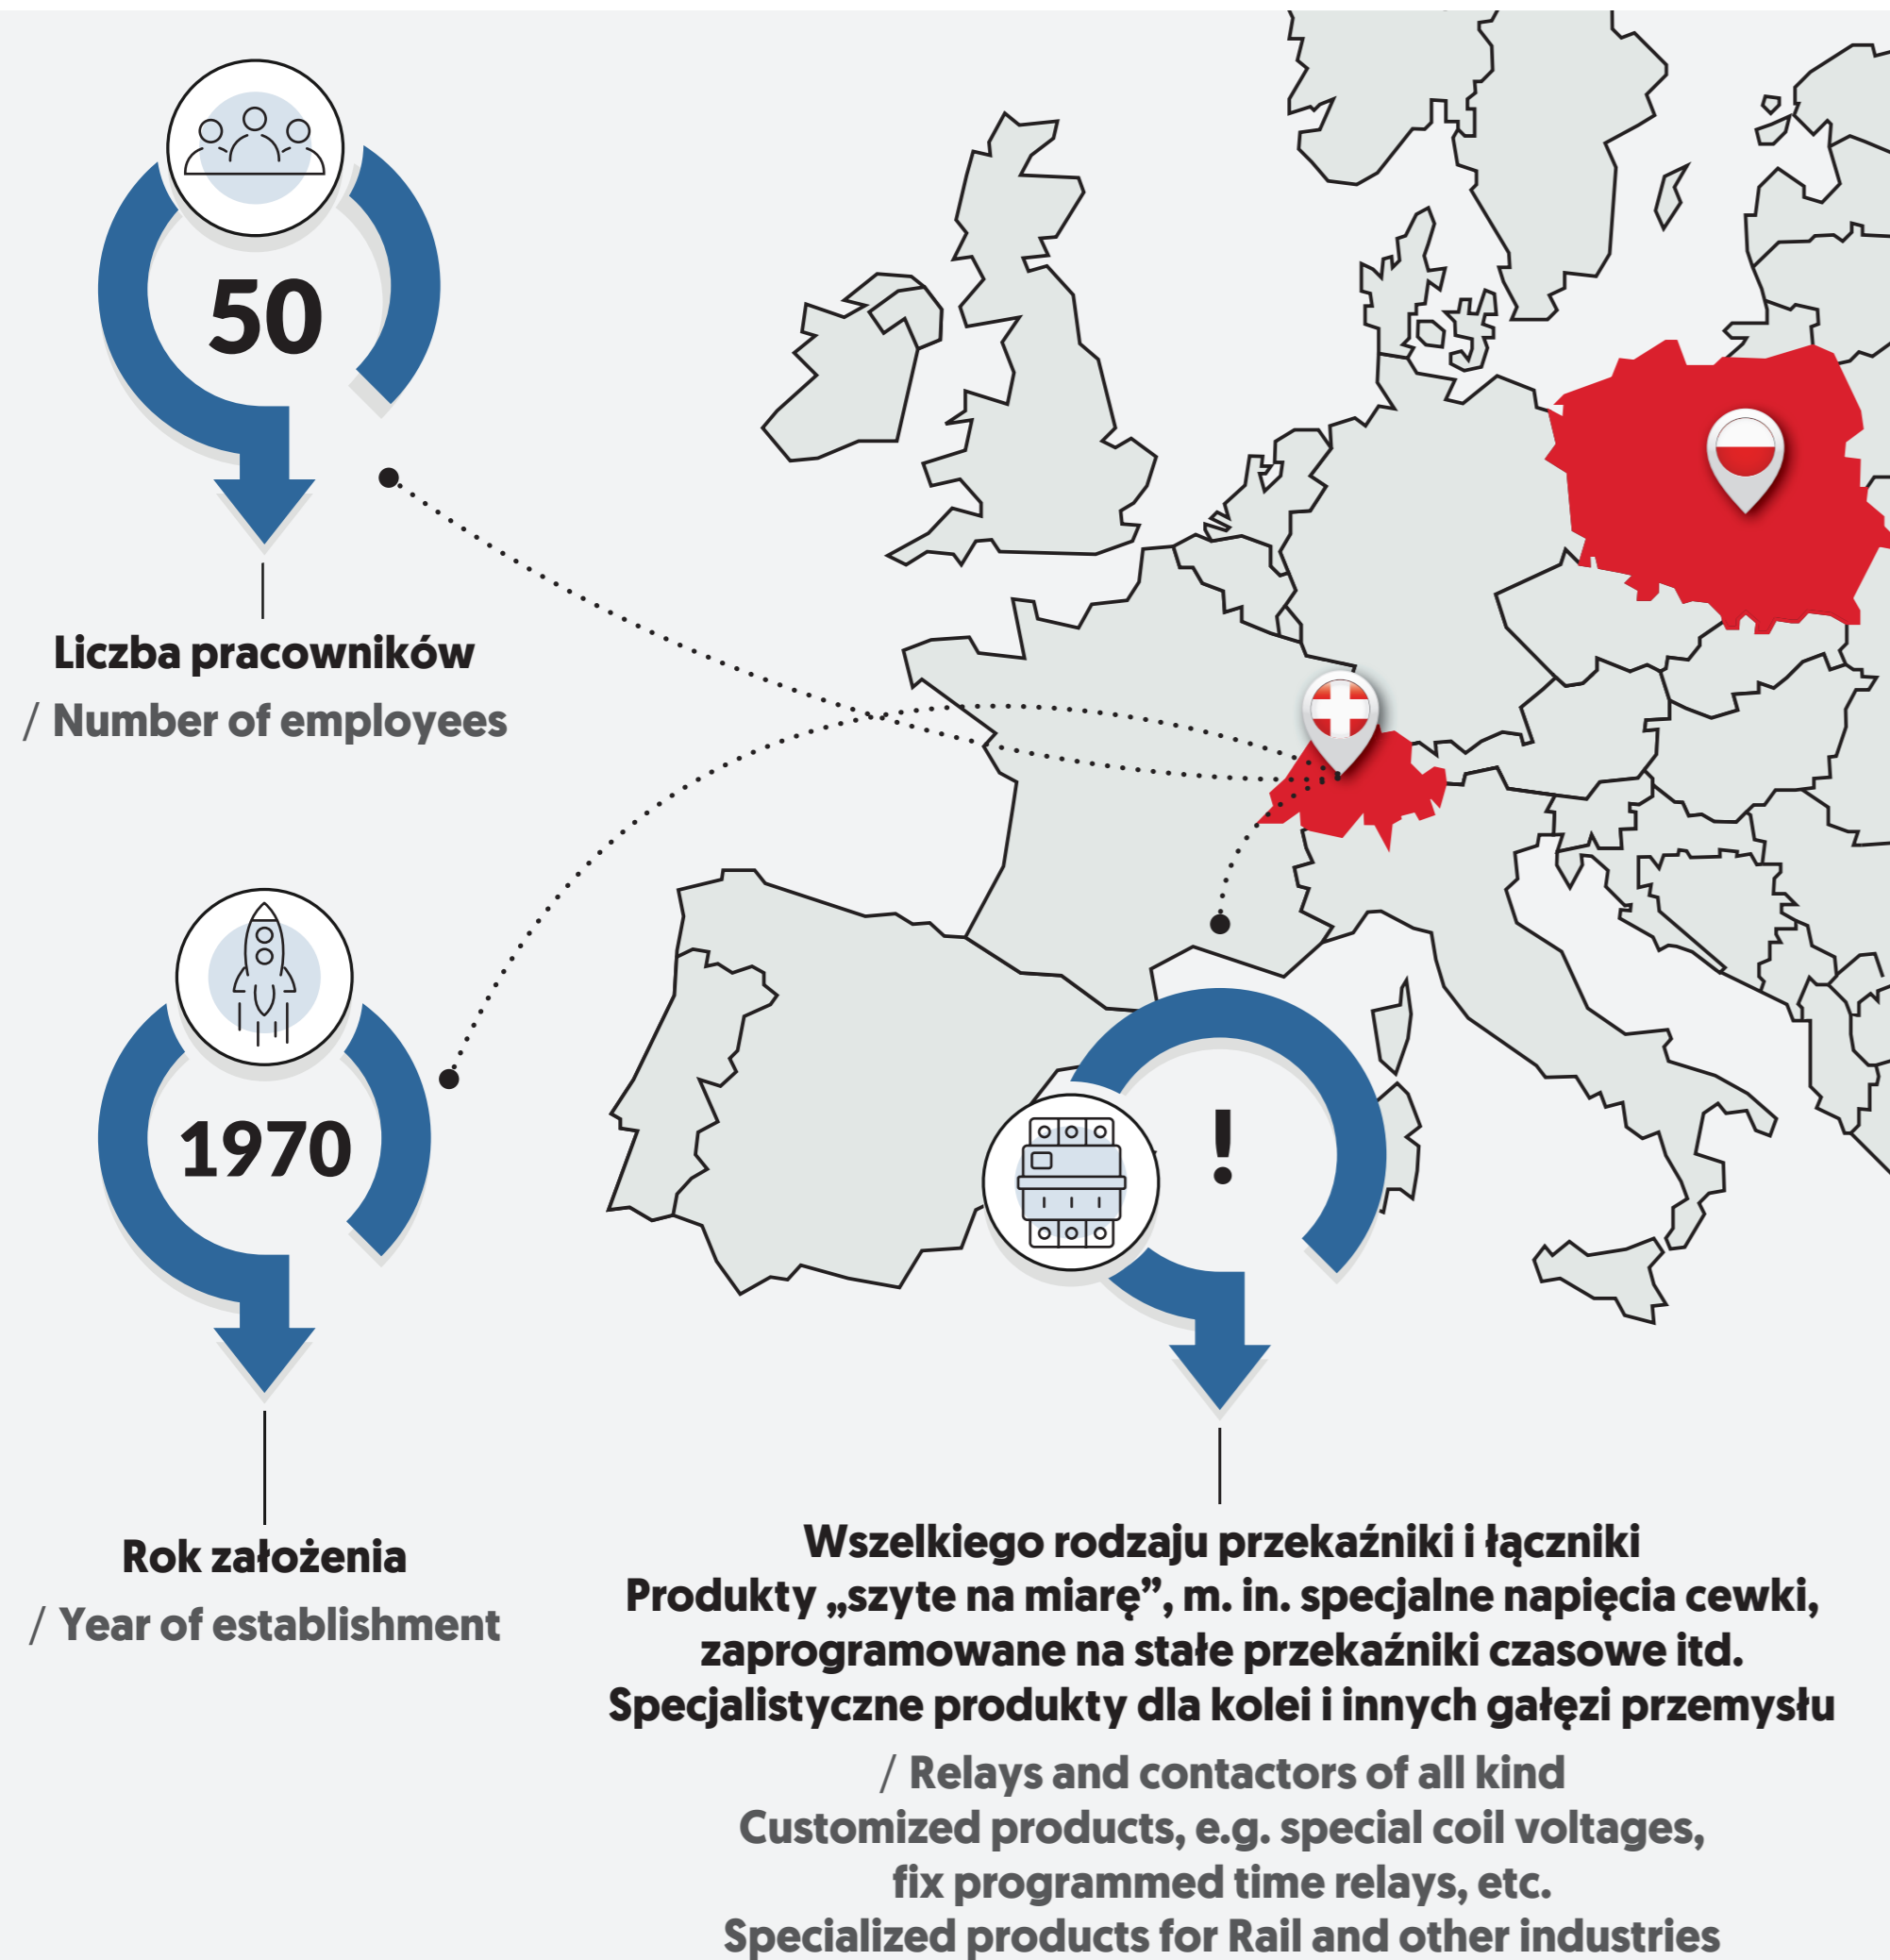 50
Liczba pracowników
/ Number of employees
1970
Rok założenia
/ Year of establishment
!
Wszelkiego rodzaju przekaźniki i łączniki
Produkty „szyte na miarę”, m. in. specjalne napięcia cewki,
zaprogramowane na stałe przekaźniki czasowe itd.
Specjalistyczne produkty dla kolei i innych gałęzi przemysłu
/ Relays and contactors of all kind
Customized products, e.g. special coil voltages,
fix programmed time relays, etc.
Specialized products for Rail and other industries